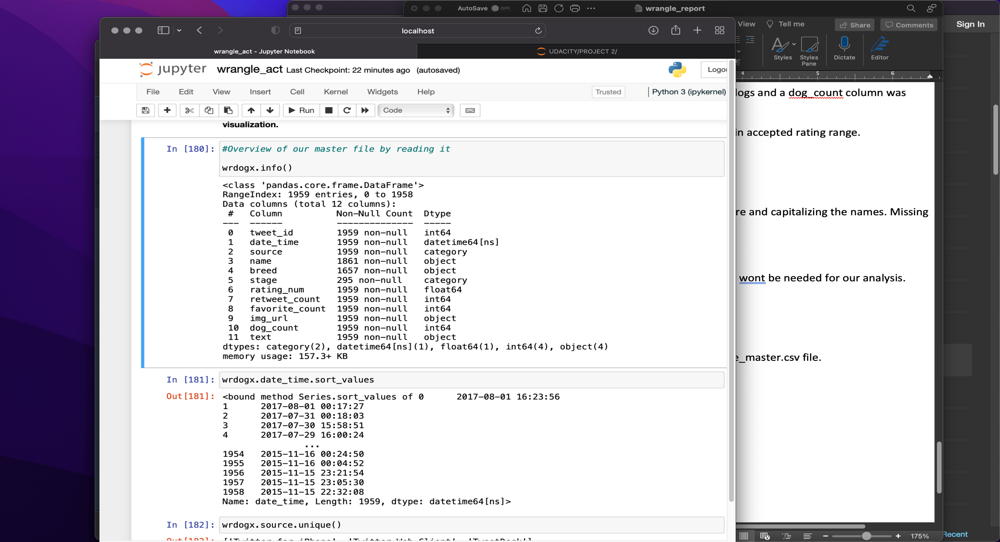 AutoSave OFF
wrangle_report
localhost
View Tell me Share Comments Sign In
wrangle_act - Jupyter Notebook
UDACITY/PROJECT 2/
Styles Styles Pane Dictate Editor
jupyter wrangle_act Last Checkpoint: 22 minutes ago (autosaved)
4 5 6
File Edit View Insert Cell Kernel Widgets Help Trusted Python 3 (ipykernel)
Run Code
visualization.
In [180]: #Overview of our master file by reading it
wrdogx.info()
<class 'pandas.core.frame.DataFrame'>
RangeIndex: 1959 entries, 0 to 1958
Data columns (total 12 columns):
# Column Non-Null Count Dtype
--- ------ -------------- -----
0 tweet_id 1959 non-null int64
1 date_time 1959 non-null datetime64[ns]
2 source 1959 non-null category
3 name 1861 non-null object
4 breed 1657 non-null object
5 stage 295 non-null category
6 rating_num 1959 non-null float64
7 retweet_count 1959 non-null int64
8 favorite_count 1959 non-null int64
9 img_url 1959 non-null object
10 dog_count 1959 non-null int64
11 text 1959 non-null object
dtypes: category(2), datetime64[ns](1), float64(1), int64(4), object(4)
memory usage: 157.3+ KB
In [181]: wrdogx.date_time.sort_values
Out[181]: <bound method Series.sort_values of 0 2017-08-01 16:23:56
1 2017-08-01 00:17:27
2 2017-07-31 00:18:03
3 2017-07-30 15:58:51
4 2017-07-29 16:00:24
...
1954 2015-11-16 00:24:50
1955 2015-11-16 00:04:52
1956 2015-11-15 23:21:54
1957 2015-11-15 23:05:30
1958 2015-11-15 22:32:08
Name: date_time, Length: 1959, dtype: datetime64[ns]>
In [182]: wrdogx.source.unique()
and a dog_count column was
in accepted rating range.
and capitalizing the names. Missing
wont be needed for our analysis.
_master.csv file.
175%
Recent